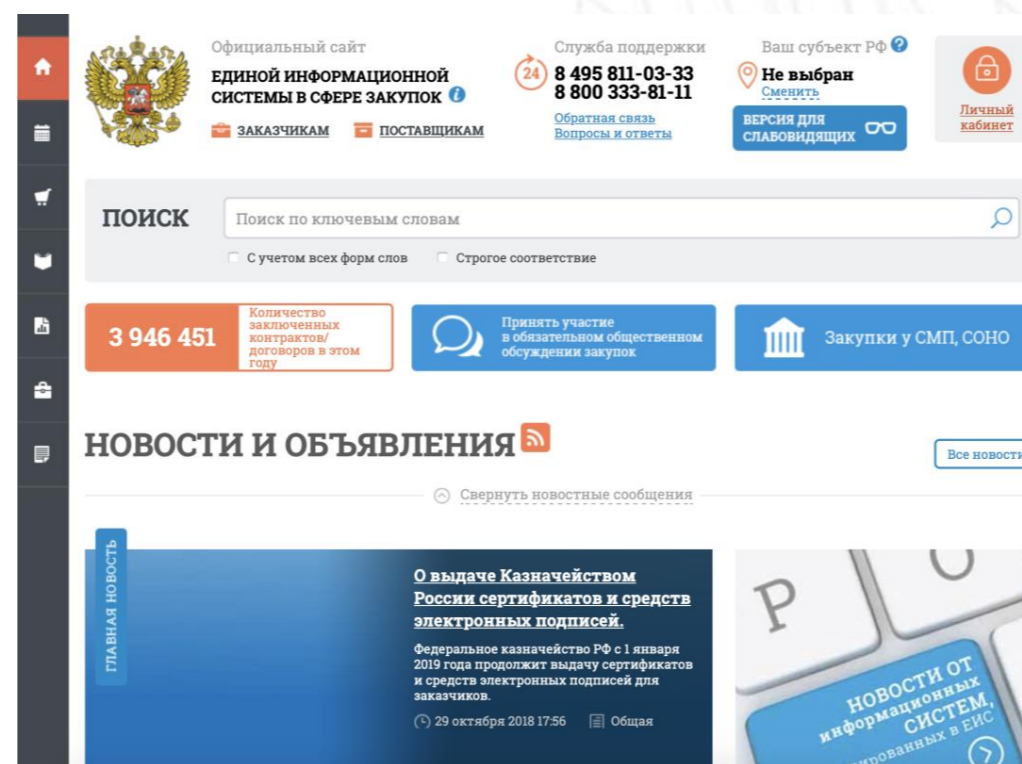 Официальный сайт
ЕДИНОЙ ИНФОРМАЦИОННОЙ
СИСТЕМЫ В СФЕРЕ ЗАКУПОК
ЗАКАЗЧИКАМ
ПОСТАВЩИКАМ
24
Служба поддержки
8 495 811-03-33
8 800 333-81-11
Обратная связь
Вопросы и ответы
Ваш субъект РФ
Не выбран
Сменить
ВЕРСИЯ ДЛЯ
СЛАБОВИДЯЩИХ
Личный
кабинет
ПОИСК
Поиск по ключевым словам
С учетом всех форм слов
Строгое соответствие
3 946 451
Количество
заключенных
контрактов/
договоров в этом
году
Принять участие
в обязательном общественном
обсуждении закупок
Закупки у СМП, СОНО
НОВОСТИ И ОБЪЯВЛЕНИЯ
Все новости
Свернуть новостные сообщения
ГЛАВНАЯ НОВОСТЬ
О выдаче Казначейством
России сертификатов и средств
электронных подписей.
Федеральное казначейство РФ с 1 января
2019 года продолжит выдачу сертификатов
и средств электронных подписей для
заказчиков.
29 октября 2018 17:56
Общая
Р
О
НОВОСТИ ОТ
информационных
СИСТЕМ,
в ЕИС